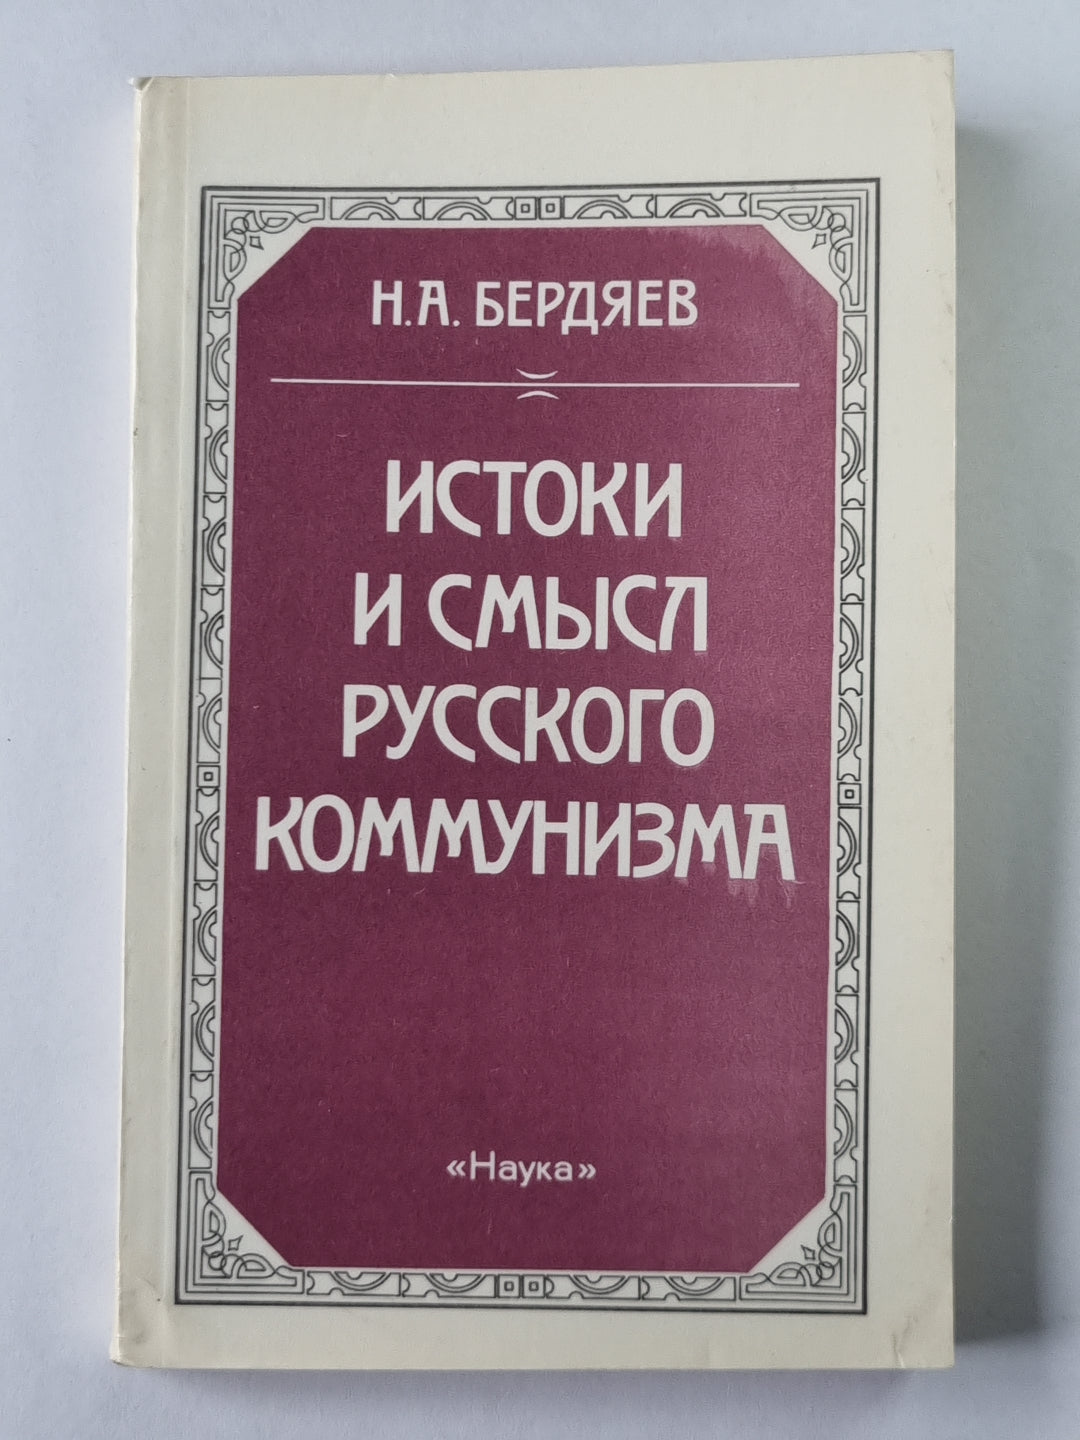 Н.А. БЕРДЯЕВ
ИСТОКИ
И СМЫСЛ
РУССКОГО
КОММУНИЗМА
«Наука»